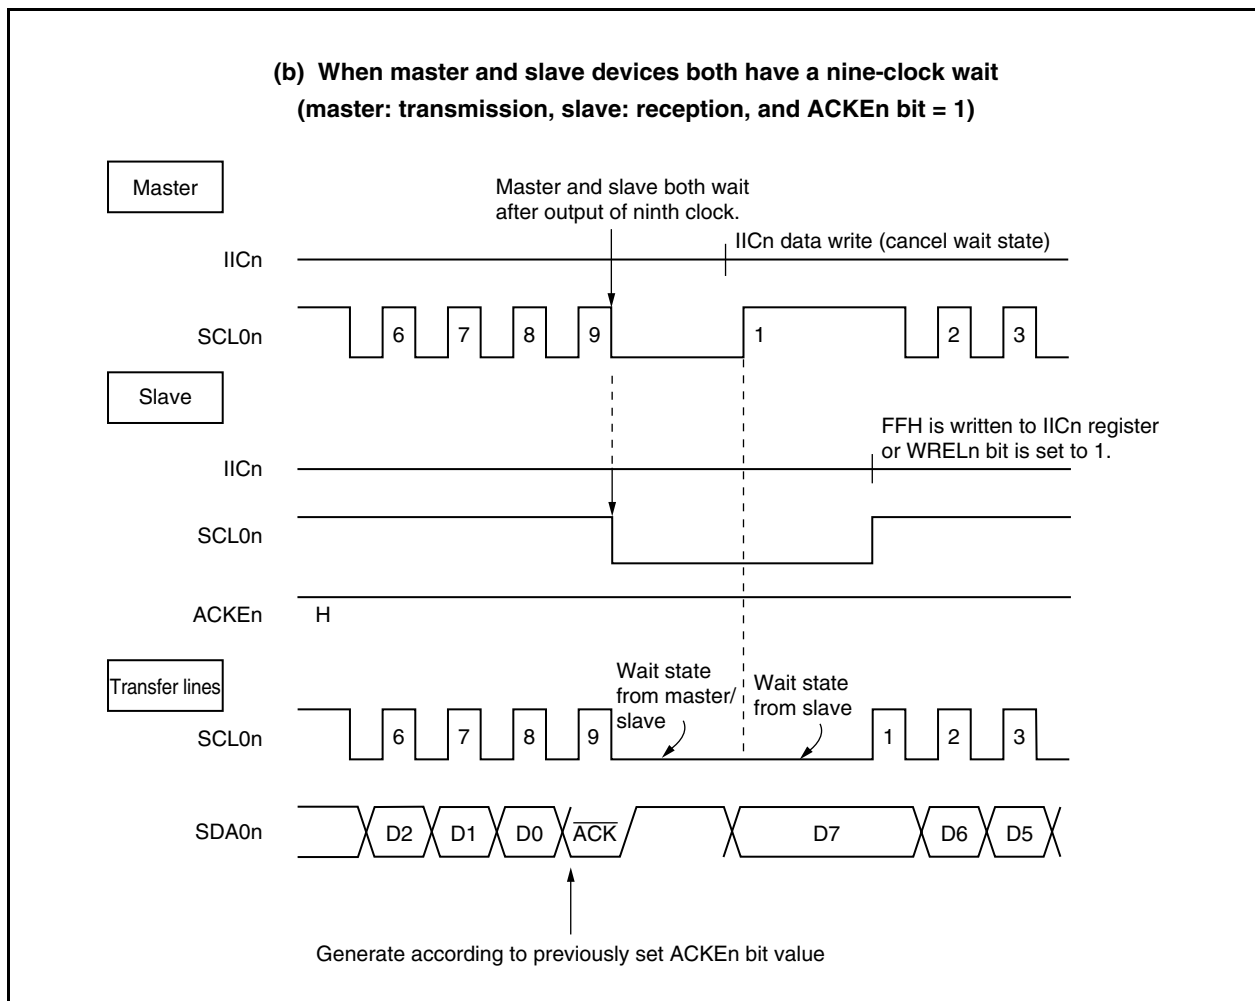 (b) When master and slave devices both have a nine-clock wait
(master: transmission, slave: reception, and ACKEn bit = 1)
Master
Master and slave both wait
after output of ninth clock.
IICn data write (cancel wait state)
IICn
SCL0n
6
7
8
9
1
2
3
Slave
FFH is written to IICn register
or WRELn bit is set to 1.
IICn
SCL0n
ACKEn
H
Transfer lines
Wait state
from master/
slave
Wait state
from slave
SCL0n
6
7
8
9
1
2
3
SDA0n
D2
D1
D0
ACK
D7
D6
D5
Generate according to previously set ACKEn bit value